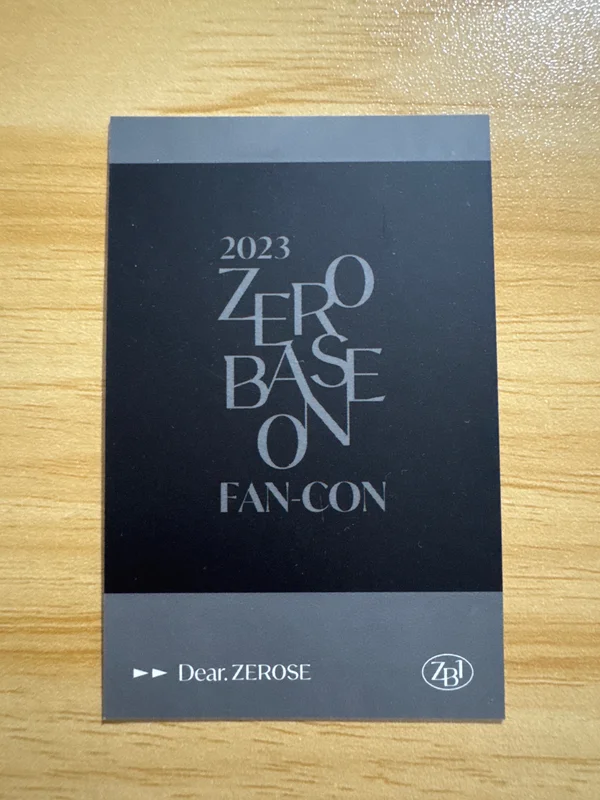 2023
ZERO
BASE
ON
FAN-CON
►► Dear. ZEROSE
ZB1